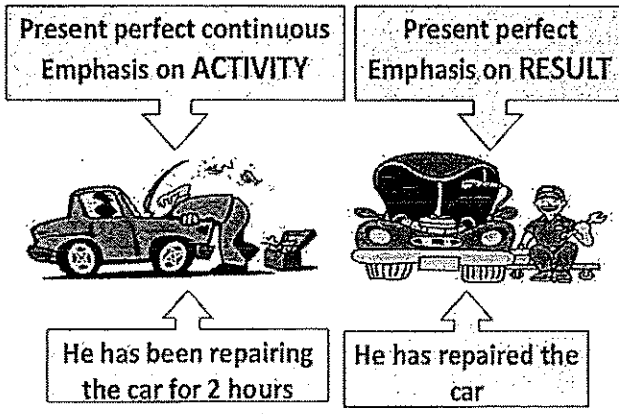 Present perfect continuous
Emphasis on ACTIVITY
Present perfect
Emphasis on RESULT
He has been repairing
the car for 2 hours
He has repaired the
car